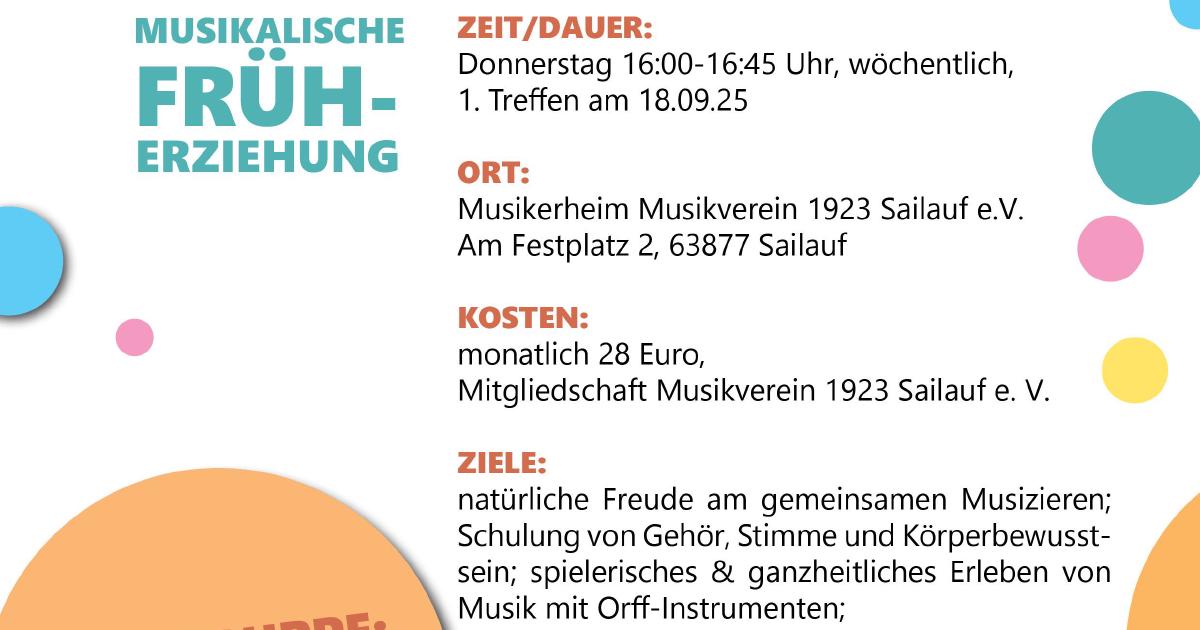 MUSIKALISCHE
FRÜH-
ERZIEHUNG
ZEIT/DAUER:
Donnerstag 16:00-16:45 Uhr, wöchentlich,
1. Treffen am 18.09.25
ORT:
Musikerheim Musikverein 1923 Sailauf e.V.
Am Festplatz 2, 63877 Sailauf
KOSTEN:
monatlich 28 Euro,
Mitgliedschaft Musikverein 1923 Sailauf e. V.
ZIELE:
natürliche Freude am gemeinsamen Musizieren;
Schulung von Gehör, Stimme und Körperbewusst-
sein; spielerisches & ganzheitliches Erleben von
Musik mit Orff-Instrumenten;